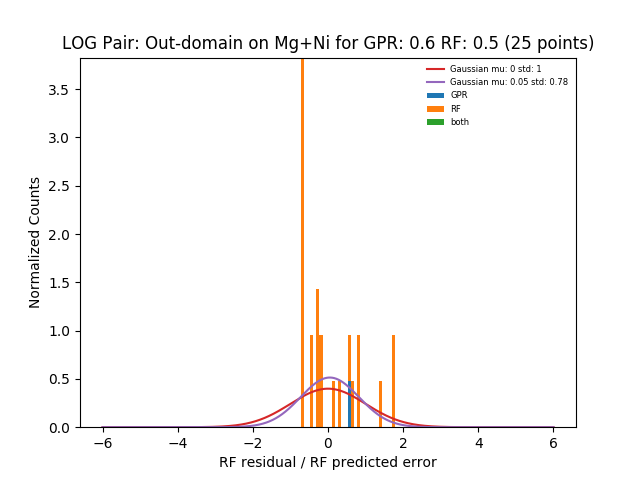 LOG Pair: Out-domain on Mg+Ni for GPR: 0.6 RF: 0.5 (25 points)
Gaussian mu: 0 std: 1
Gaussian mu: 0.05 std: 0.78
GPR
RF
both
Normalized Counts
3.5
3.0
2.5
2.0
1.5
1.0
0.5
0.0
−6 −4 −2 0 2 4 6
RF residual / RF predicted error